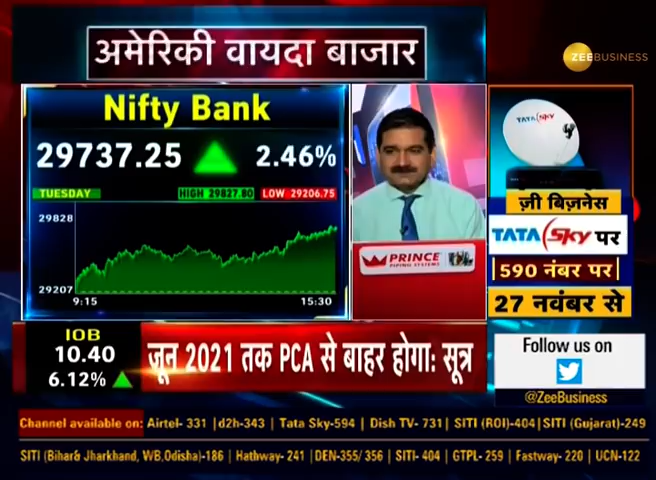 अमेरिकी वायदा बाजार
ZEE BUSINESS
Nifty Bank
29737.25 2.46%
TUESDAY HIGH 29827.80 LOW 29206.75
29828
29207
9:15 15:30
PRINCE
PIPING SYSTEMS
TATA Sky
ज़ी बिज़नेस
TATA Sky पर
590 नंबर पर
27 नवंबर से
IOB
10.40
6.12%
जून 2021 तक PCA से बाहर होगा: सूत्र
Follow us on
@ZeeBusiness
Channel available on: Airtel- 331 |d2h-343 | Tata Sky-594 | Dish TV- 731| SITI (ROI)-404|SITI (Gujarat)-249
SITI (Bihar& Jharkhand, WB,Odisha)-186 | Hathway- 241 |DEN-355/ 356 | SITI- 404 | GTPL- 259 | Fastway- 220 | UCN-122